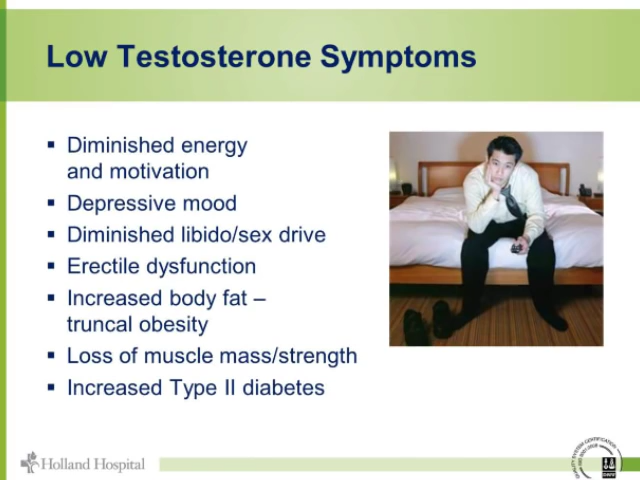 Low Testosterone Symptoms
▪ Diminished energy
and motivation
▪ Depressive mood
▪ Diminished libido/sex drive
▪ Erectile dysfunction
▪ Increased body fat –
truncal obesity
▪ Loss of muscle mass/strength
▪ Increased Type II diabetes
Holland Hospital